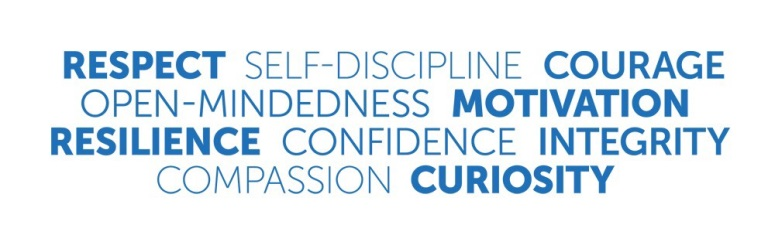 RESPECT SELF-DISCIPLINE COURAGE
OPEN-MINDEDNESS MOTIVATION
RESILIENCE CONFIDENCE INTEGRITY
COMPASSION CURIOSITY